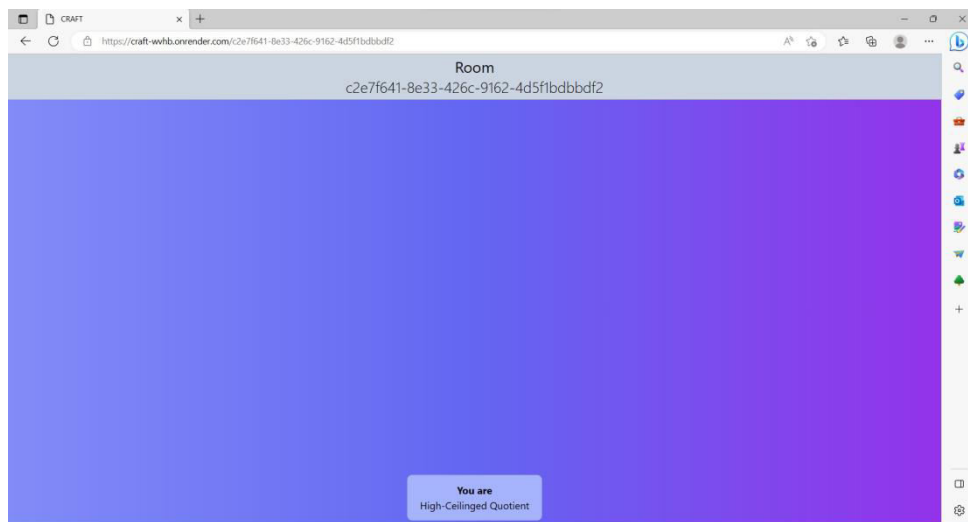 CRAFT
https://craft-wvhb.onrender.com/c2e7f641-8e33-426c-9162-4d5f1bdbbdf2
Room
c2e7f641-8e33-426c-9162-4d5f1bdbbdf2
You are
High-Ceilinged Quotient